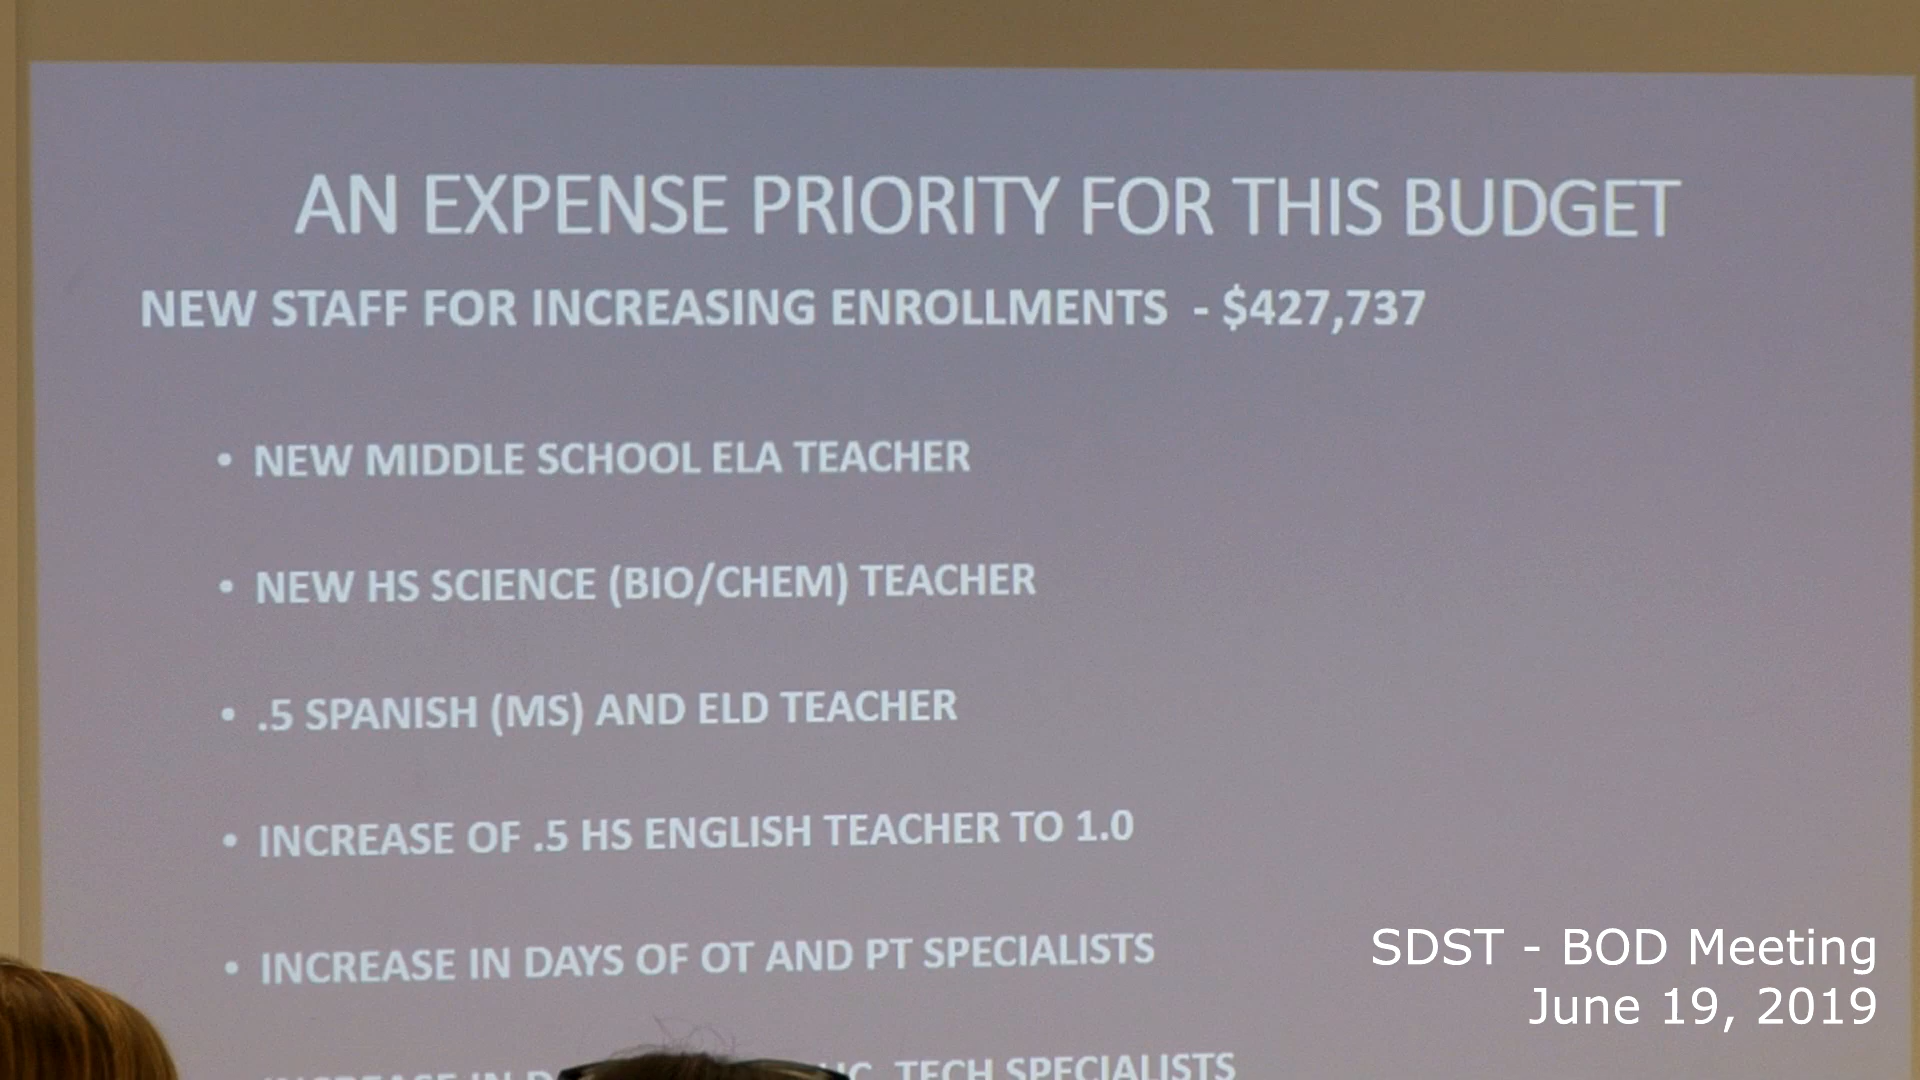 AN EXPENSE PRIORITY FOR THIS BUDGET
NEW STAFF FOR INCREASING ENROLLMENTS - $427,737
• NEW MIDDLE SCHOOL ELA TEACHER
• NEW HS SCIENCE (BIO/CHEM) TEACHER
• .5 SPANISH (MS) AND ELD TEACHER
• INCREASE OF .5 HS ENGLISH TEACHER TO 1.0
• INCREASE IN DAYS OF OT AND PT SPECIALISTS
INCREASE IN TECH SPECIALISTS
SDST - BOD Meeting
June 19, 2019